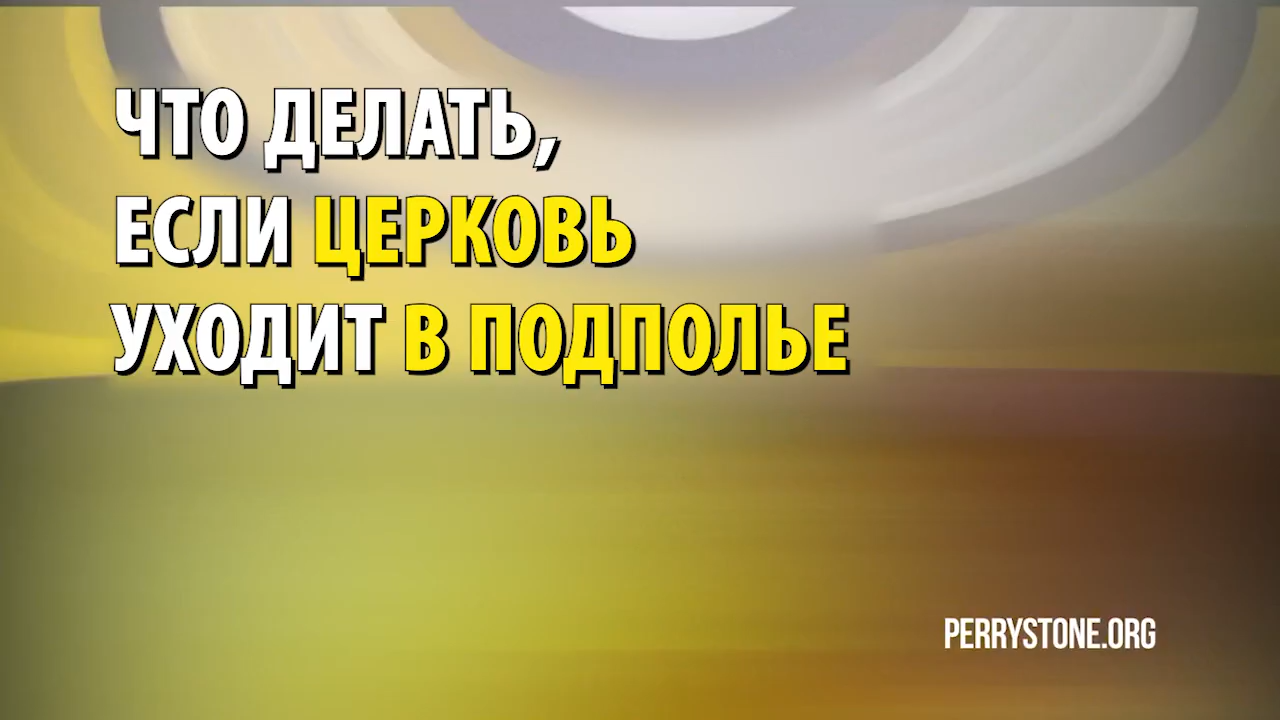 ЧТО ДЕЛАТЬ,
ЕСЛИ ЦЕРКОВЬ
УХОДИТ В ПОДПОЛЬЕ
PERRYSTONE.ORG